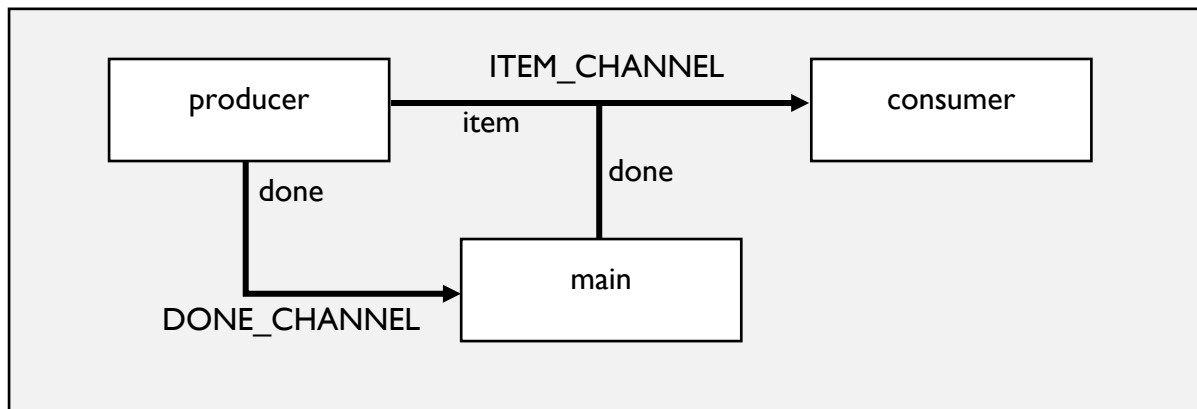 ITEM_CHANNEL
producer
consumer
item
done
done
main
DONE_CHANNEL